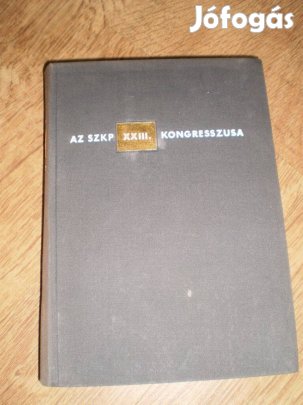 Jófogás
AZ SZKP XXIII. KONGRESSZUSA